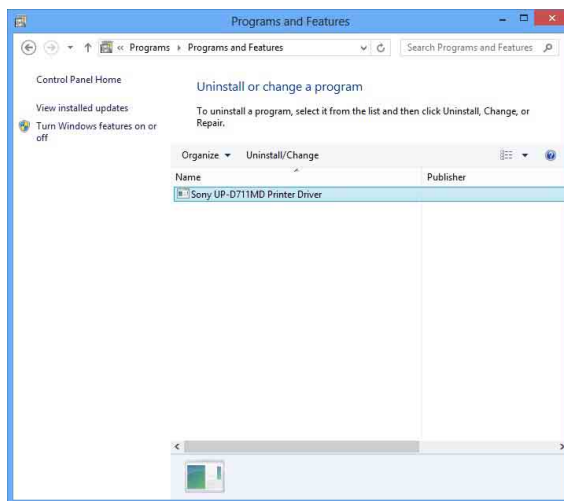 Programs and Features
« Programs ▸ Programs and Features
Search Programs and Features
Control Panel Home
View installed updates
Turn Windows features on or
off
Uninstall or change a program
To uninstall a program, select it from the list and then click Uninstall, Change, or
Repair.
Organize Uninstall/Change
Name Publisher
Sony UP-D711MD Printer Driver